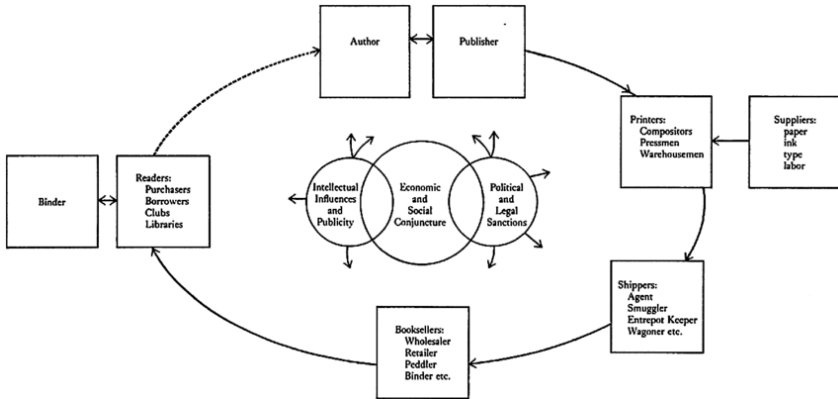 Author
Publisher
Printers:
Compositors
Pressmen
Warehousemen
Suppliers:
paper
ink
type
labor
Binder
Readers:
Purchasers
Borrowers
Clubs
Libraries
Intellectual
Influences
and
Publicity
Economic
and
Social
Conjuncture
Political
and
Legal
Sanctions
Shippers:
Agent
Smuggler
Entrepot Keeper
Wagoner etc.
Booksellers:
Wholesaler
Retailer
Peddler
Binder etc.